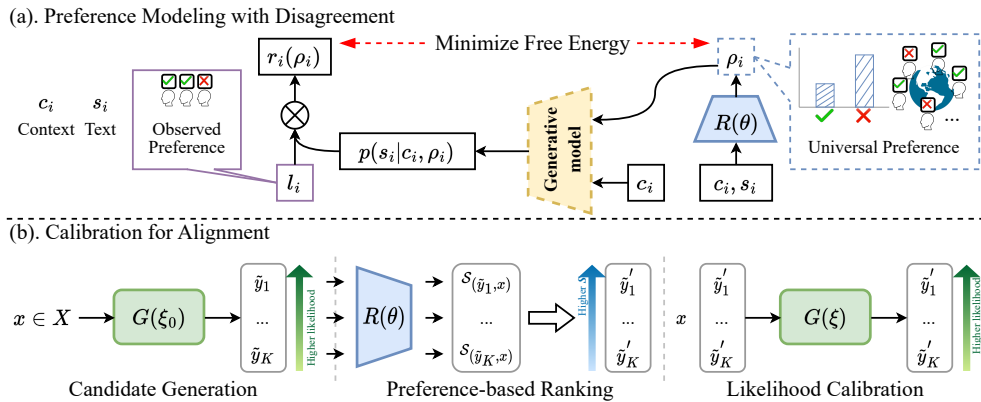 (a). Preference Modeling with Disagreement
r_i(ρ_i)
Minimize Free Energy
ρ_i
c_i s_i
Context Text
Observed
Preference
l_i
p(s_i|c_i, ρ_i)
Generative
model
c_i
R(θ)
c_i, s_i
...
Universal Preference
(b). Calibration for Alignment
x ∈ X
G(ξ_0)
ỹ_1
...
ỹ_K
Higher likelihood
Candidate Generation
R(θ)
S_(ỹ_1,x)
...
S_(ỹ_K,x)
Higher S
ỹ'_1
...
ỹ'_K
Preference-based Ranking
x
ỹ'_1
...
ỹ'_K
G(ξ)
ỹ'_1
...
ỹ'_K
Higher likelihood
Likelihood Calibration